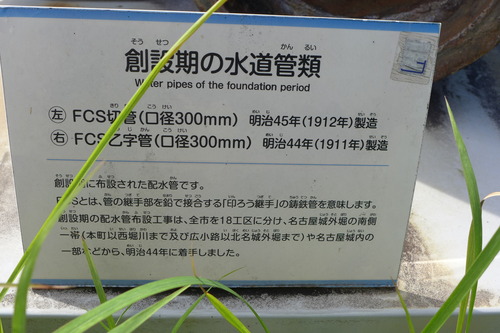 創設期の水道管類
Water pipes of the foundation period
左 FCS切管(口径300mm) 明治45年(1912年)製造
右 FCS乙字管(口径300mm) 明治44年(1911年)製造
創設期に布設された配水管です。
FCSとは、管の継手部を鉛で接合する「印ろう継手」の鋳鉄管を意味します。
創設期の配水管布設工事は、全市を18工区に分け、名古屋城外堀の南側
一帯(本町以西堀川まで及び広小路以北名城外堀まで)や名古屋城内の
一部などから、明治44年に着手しました。